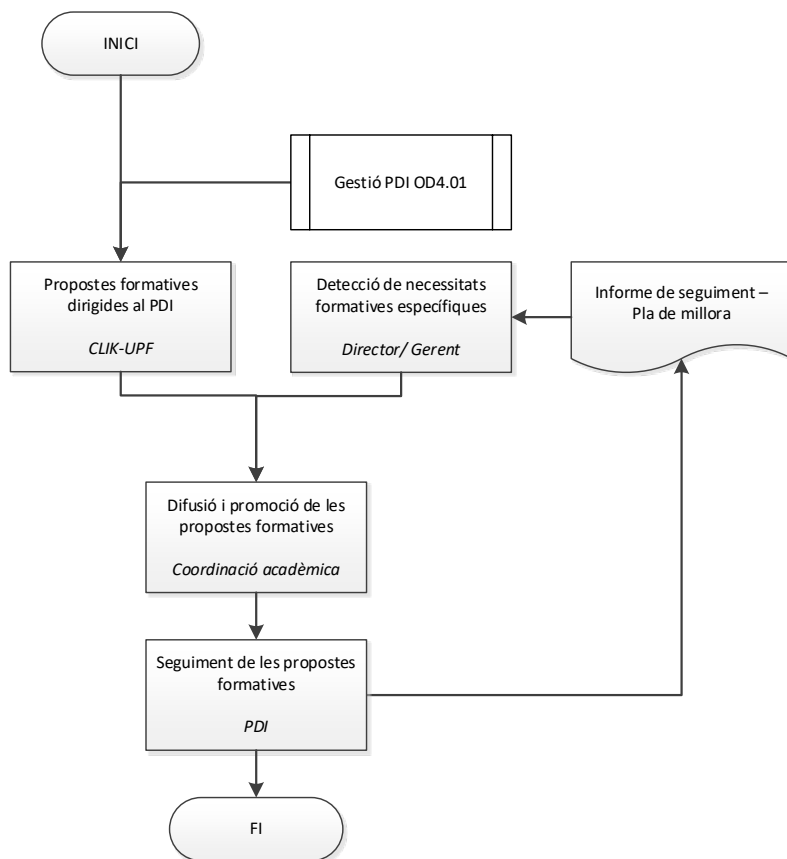 INICI
Gestió PDI OD4.01
Propostes formatives
dirigides al PDI
CLIK-UPF
Detecció de necessitats
formatives específiques
Director/ Gerent
Informe de seguiment –
Pla de millora
Difusió i promoció de les
propostes formatives
Coordinació acadèmica
Seguiment de les propostes
formatives
PDI
FI